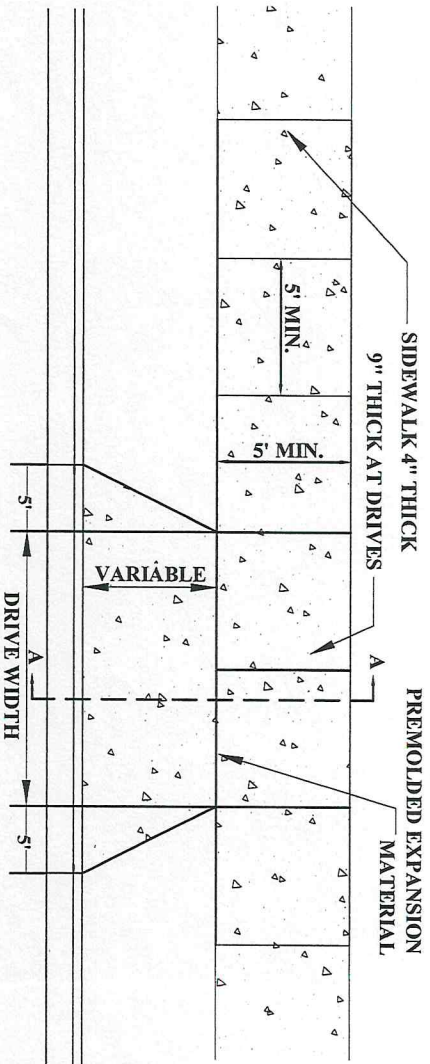 SIDEWALK 4" THICK
9" THICK AT DRIVES
PREMOLDED EXPANSION
MATERIAL
5' MIN.
5' MIN.
A
A
VARIABLE
5'
DRIVE WIDTH
5'